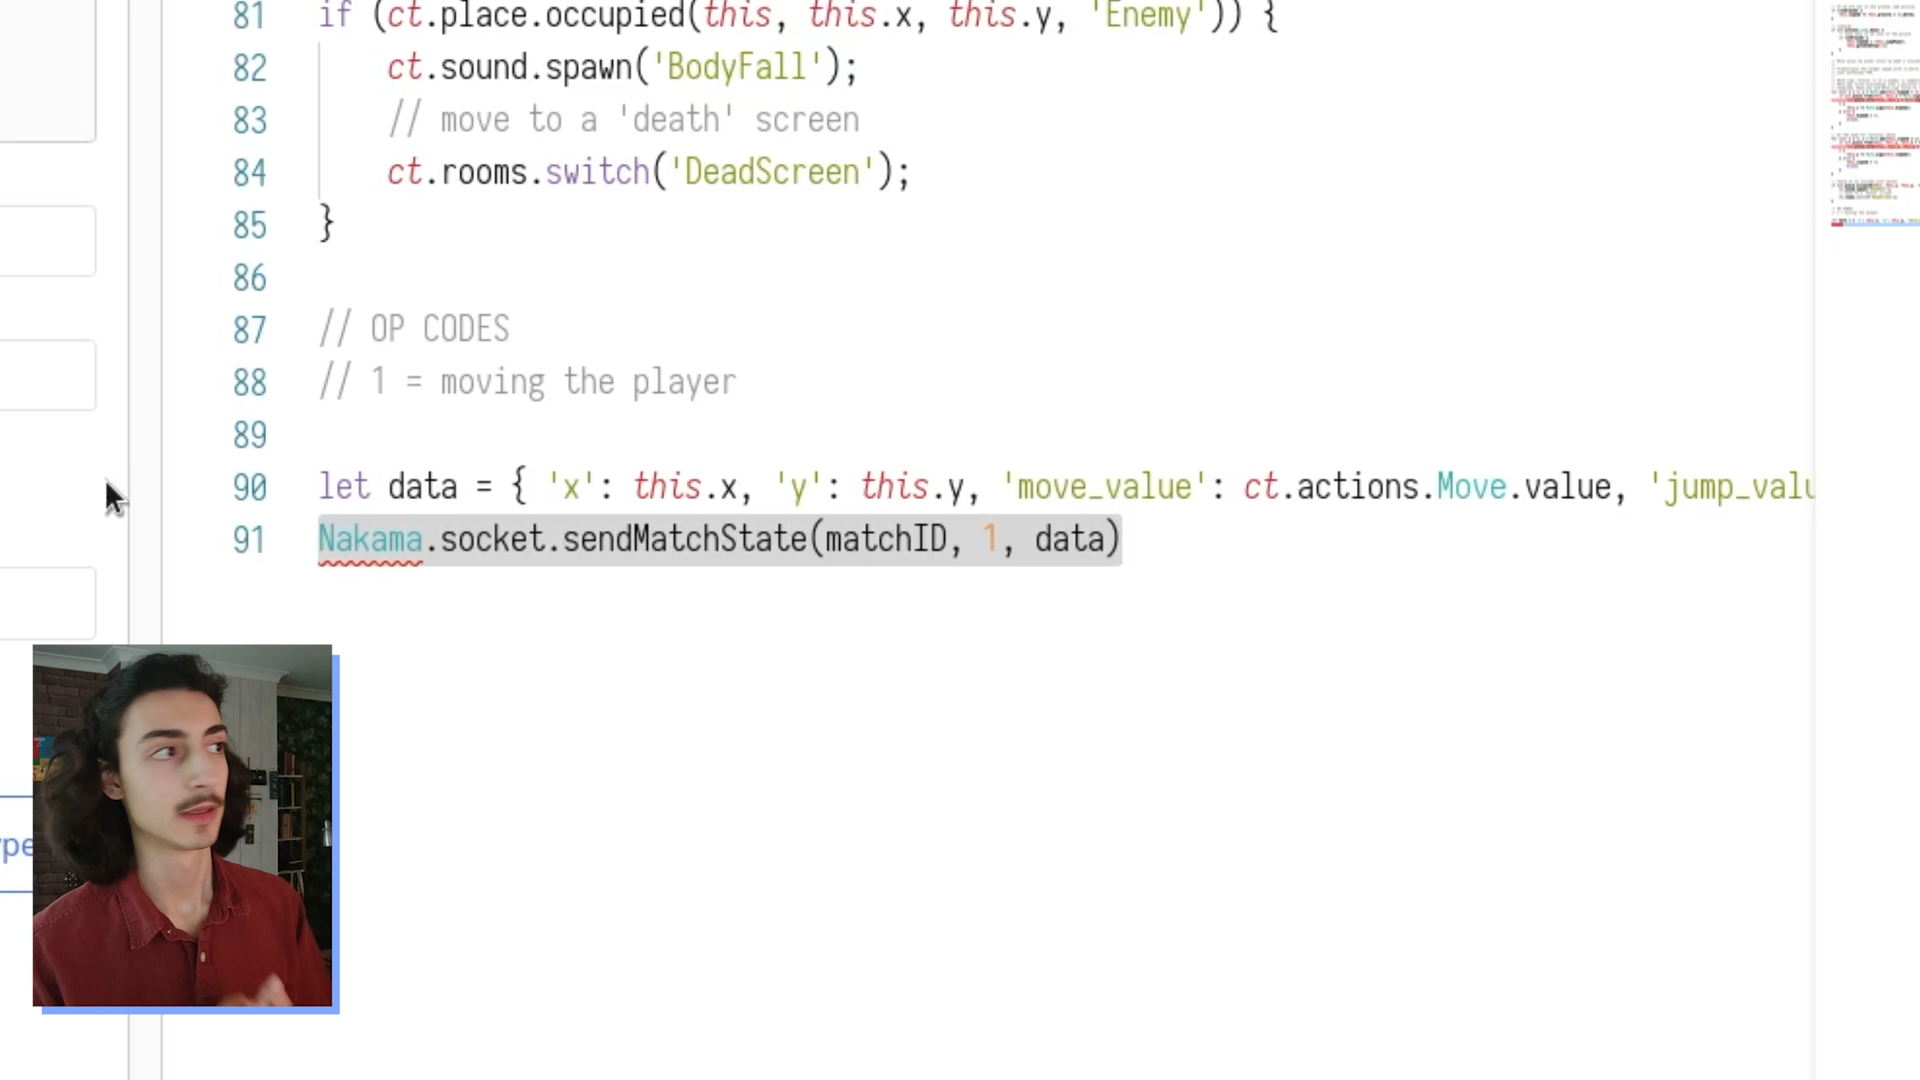 81 if (ct.place.occupied(this, this.x, this.y, 'Enemy')) {
82 ct.sound.spawn('BodyFall');
83 // move to a 'death' screen
84 ct.rooms.switch('DeadScreen');
85 }
86
87 // OP CODES
88 // 1 = moving the player
89
90 let data = { 'x': this.x, 'y': this.y, 'move_value': ct.actions.Move.value, 'jump_valu
91 Nakama.socket.sendMatchState(matchID, 1, data)
ype